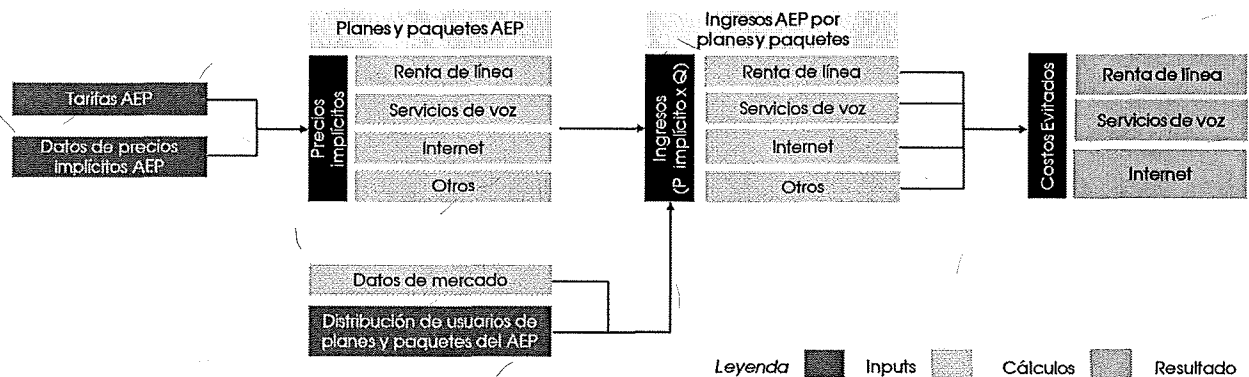 Planes y paquetes AEP
Ingresos AEP por
planes y paquetes
Tarifas AEP
Datos de precios
implícitos AEP
Precios
implícitos
Renta de línea
Servicios de voz
Internet
Otros
Ingresos
(P implícito x Q)
Renta de línea
Servicios de voz
Internet
Otros
Costos Evitados
Renta de línea
Servicios de voz
Internet
Datos de mercado
Distribución de usuarios de
planes y paquetes del AEP
Leyenda Inputs Cálculos Resultado